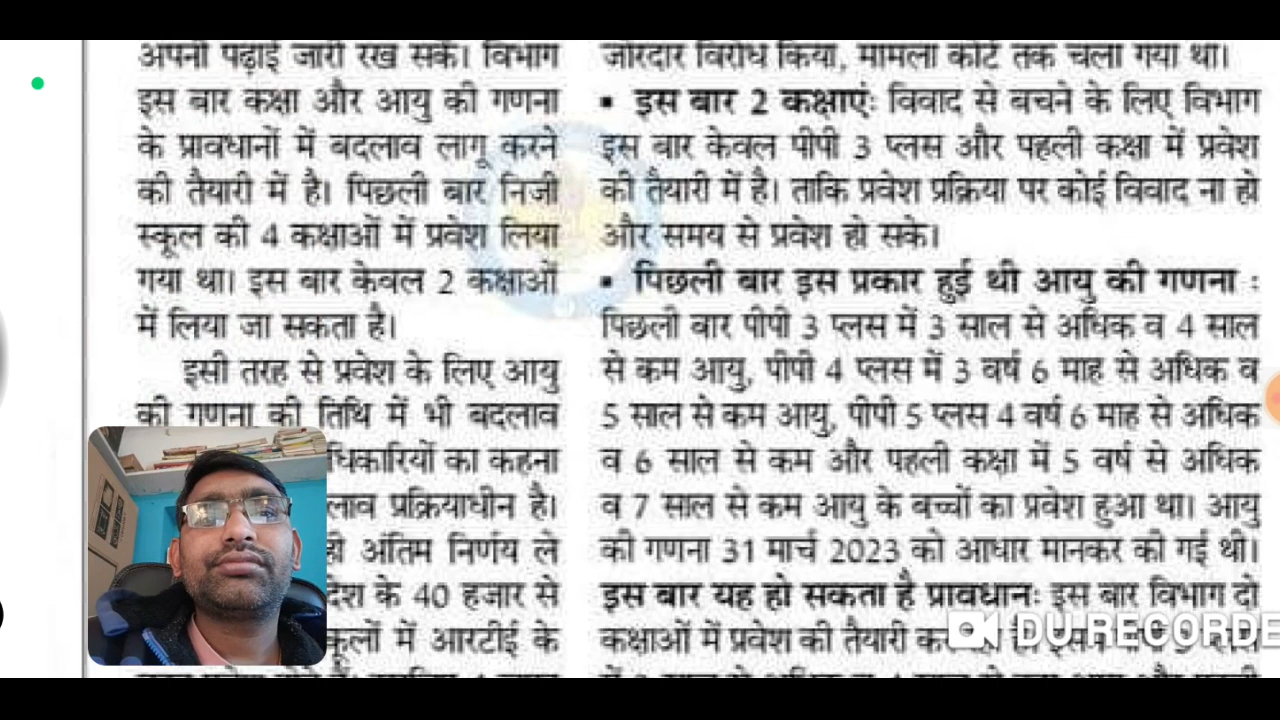 अपनी पढ़ाई जारी रख सकें। विभाग
इस बार कक्षा और आयु की गणना
के प्रावधानों में बदलाव लागू करने
की तैयारी में है। पिछली बार निजी
स्कूल की 4 कक्षाओं में प्रवेश लिया
गया था। इस बार केवल 2 कक्षाओं
में लिया जा सकता है।
इसी तरह से प्रवेश के लिए आयु
की गणना की तिथि में भी बदलाव
धिकारियों का कहना
लाव प्रक्रियाधीन है।
ही अंतिम निर्णय ले
देश के 40 हजार से
कूलों में आरटीई के
जोरदार विरोध किया, मामला कोर्ट तक चला गया था।
▪ इस बार 2 कक्षाएं: विवाद से बचने के लिए विभाग
इस बार केवल पीपी 3 प्लस और पहली कक्षा में प्रवेश
की तैयारी में है। ताकि प्रवेश प्रक्रिया पर कोई विवाद ना हो
और समय से प्रवेश हो सके।
▪ पिछली बार इस प्रकार हुई थी आयु की गणना :
पिछली बार पीपी 3 प्लस में 3 साल से अधिक व 4 साल
से कम आयु, पीपी 4 प्लस में 3 वर्ष 6 माह से अधिक व
5 साल से कम आयु, पीपी 5 प्लस 4 वर्ष 6 माह से अधिक
व 6 साल से कम और पहली कक्षा में 5 वर्ष से अधिक
व 7 साल से कम आयु के बच्चों का प्रवेश हुआ था। आयु
की गणना 31 मार्च 2023 को आधार मानकर की गई थी।
इस बार यह हो सकता है प्रावधान: इस बार विभाग दो
कक्षाओं में प्रवेश की तैयारी कर
DU RECORDE